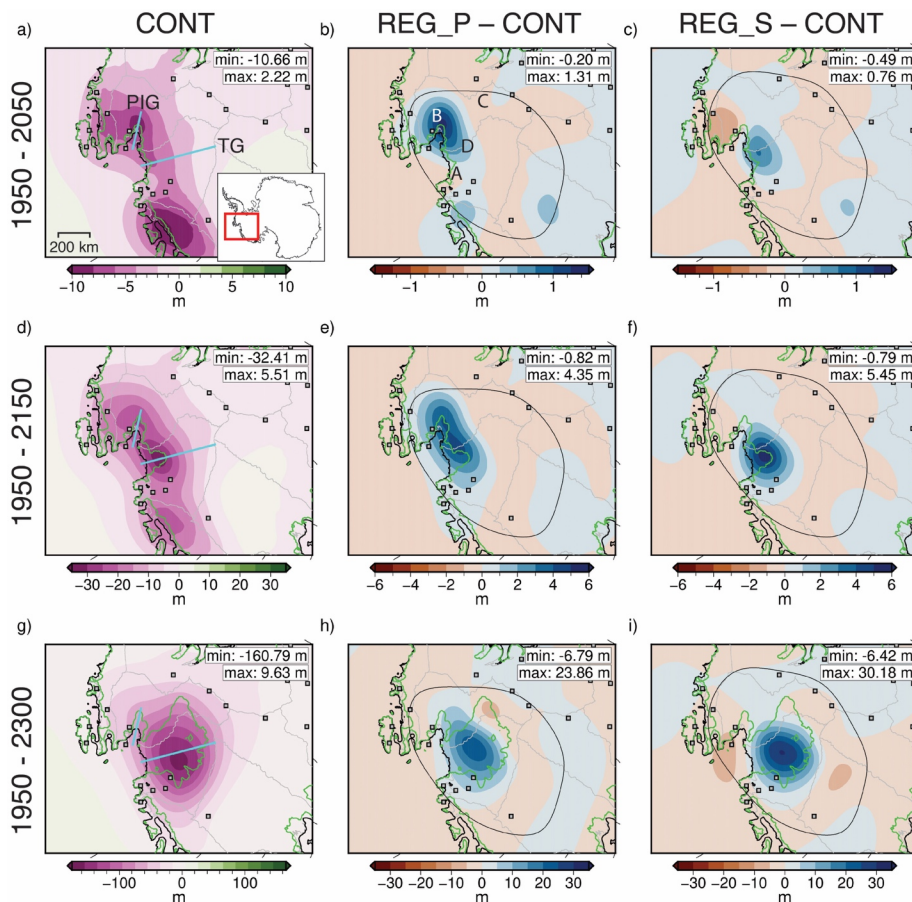 CONT
REG_P – CONT
REG_S – CONT
1950 - 2050
a)
min: -10.66 m
max: 2.22 m
PIG
TG
200 km
−10 −5 0 5 10
m
b)
min: -0.20 m
max: 1.31 m
C
B
D
A
−1 0 1
m
c)
min: -0.49 m
max: 0.76 m
−1 0 1
m
1950 - 2150
d)
min: -32.41 m
max: 5.51 m
−30 −20 −10 0 10 20 30
m
e)
min: -0.82 m
max: 4.35 m
−6 −4 −2 0 2 4 6
m
f)
min: -0.79 m
max: 5.45 m
−6 −4 −2 0 2 4 6
m
1950 - 2300
g)
min: -160.79 m
max: 9.63 m
−100 0 100
m
h)
min: -6.79 m
max: 23.86 m
−30 −20 −10 0 10 20 30
m
i)
min: -6.42 m
max: 30.18 m
−30 −20 −10 0 10 20 30
m